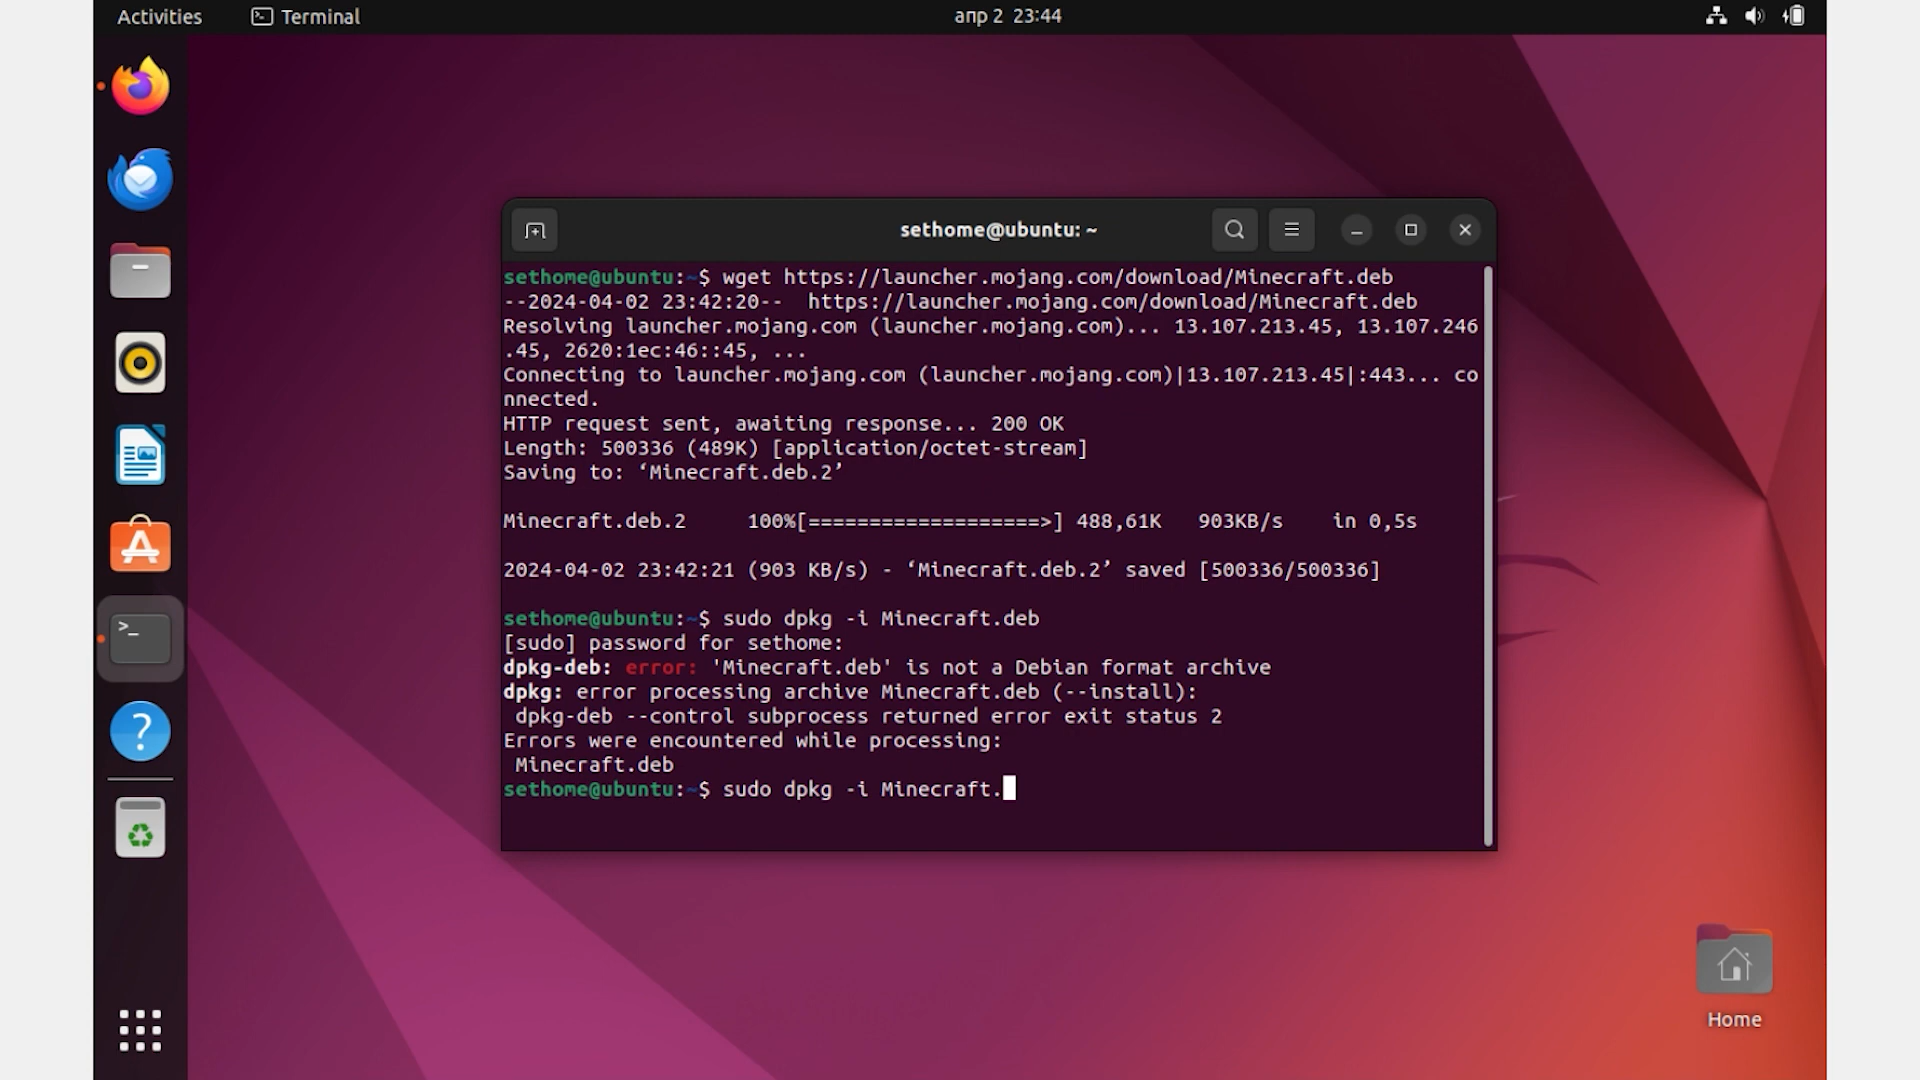 Activities
Terminal
апр 2 23:44
sethome@ubuntu: ~
sethome@ubuntu:~$ wget https://launcher.mojang.com/download/Minecraft.deb
--2024-04-02 23:42:20-- https://launcher.mojang.com/download/Minecraft.deb
Resolving launcher.mojang.com (launcher.mojang.com)... 13.107.213.45, 13.107.246
.45, 2620:1ec:46::45, ...
Connecting to launcher.mojang.com (launcher.mojang.com)|13.107.213.45|:443... co
nnected.
HTTP request sent, awaiting response... 200 OK
Length: 500336 (489K) [application/octet-stream]
Saving to: ‘Minecraft.deb.2’
Minecraft.deb.2 100%[===================>] 488,61K 903KB/s in 0,5s
2024-04-02 23:42:21 (903 KB/s) - ‘Minecraft.deb.2’ saved [500336/500336]
sethome@ubuntu:~$ sudo dpkg -i Minecraft.deb
[sudo] password for sethome:
dpkg-deb: error: 'Minecraft.deb' is not a Debian format archive
dpkg: error processing archive Minecraft.deb (--install):
dpkg-deb --control subprocess returned error exit status 2
Errors were encountered while processing:
Minecraft.deb
sethome@ubuntu:~$ sudo dpkg -i Minecraft.
Home